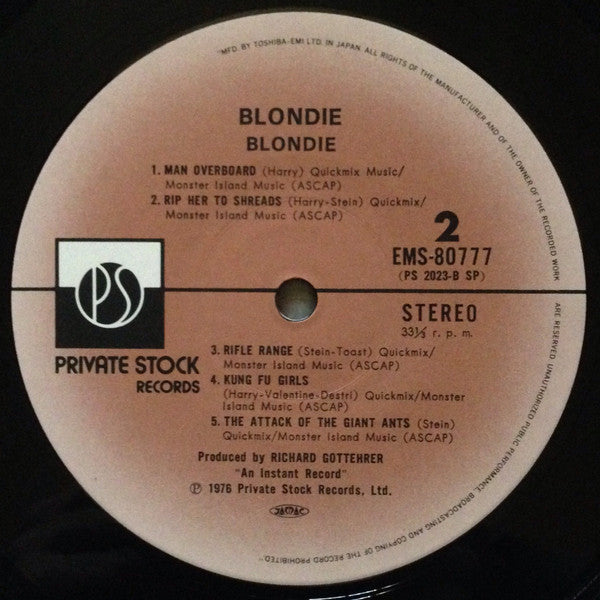 "MFD. BY TOSHIBA-EMI LTD. IN JAPAN. ALL RIGHTS OF THE MANUFACTURER AND OF THE OWNER OF THE RECORDED WORK ARE RESERVED. UNAUTHORIZED PUBLIC PERFORMANCE, BROADCASTING AND COPYING OF THE RECORD PROHIBITED."
BLONDIE
BLONDIE
1. MAN OVERBOARD (Harry) Quickmix Music/
Monster Island Music (ASCAP)
2. RIP HER TO SHREADS (Harry-Stein) Quickmix/
Monster Island Music (ASCAP)
2
EMS-80777
(PS 2023-B SP)
PS
PRIVATE STOCK
RECORDS
STEREO
33⅓ r. p. m.
3. RIFLE RANGE (Stein-Toast) Quickmix/
Monster Island Music (ASCAP)
4. KUNG FU GIRLS
(Harry-Valentine-Destri) Quickmix/Monster
Island Music (ASCAP)
5. THE ATTACK OF THE GIANT ANTS (Stein)
Quickmix/Monster Island Music (ASCAP)
Produced by RICHARD GOTTEHRER
"An Instant Record"
℗ 1976 Private Stock Records, Ltd.
JASRAC